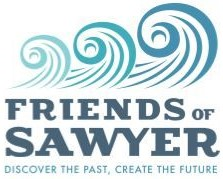 FRIENDS OF
SAWYER
DISCOVER THE PAST, CREATE THE FUTURE